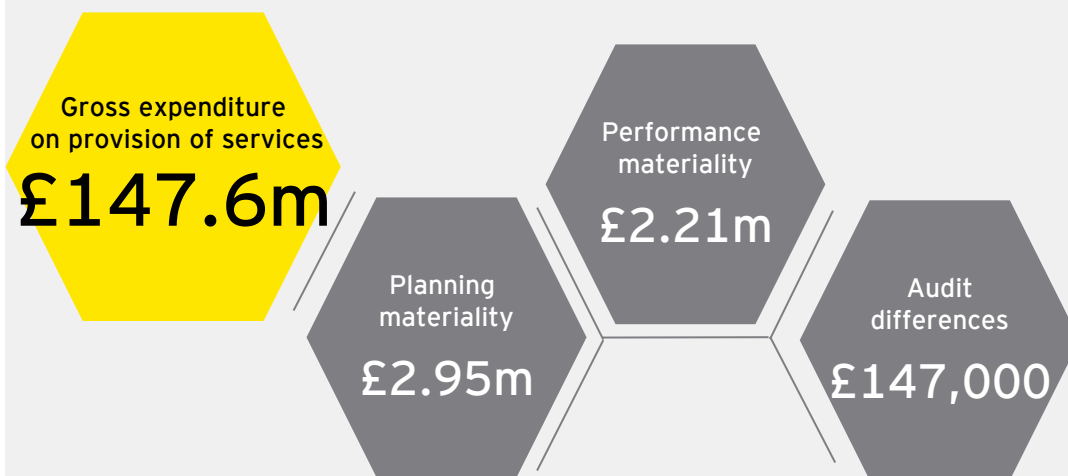 Gross expenditure
on provision of services
£147.6m
Planning
materiality
£2.95m
Performance
materiality
£2.21m
Audit
differences
£147,000